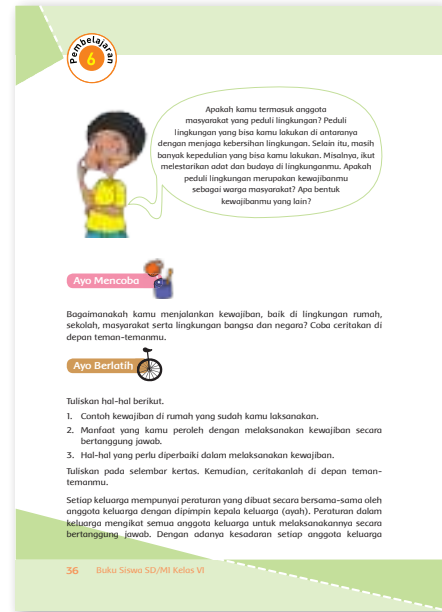 Pembelajaran
6
Apakah kamu termasuk anggota
masyarakat yang peduli lingkungan? Peduli
lingkungan yang bisa kamu lakukan di antaranya
dengan menjaga kebersihan lingkungan. Selain itu, masih
banyak kepedulian yang bisa kamu lakukan. Misalnya, ikut
melestarikan adat dan budaya di lingkunganmu. Apakah
peduli lingkungan merupakan kewajibanmu
sebagai warga masyarakat? Apa bentuk
kewajibanmu yang lain?
Ayo Mencoba
Bagaimanakah kamu menjalankan kewajiban, baik di lingkungan rumah,
sekolah, masyarakat serta lingkungan bangsa dan negara? Coba ceritakan di
depan teman-temanmu.
Ayo Berlatih
Tuliskan hal-hal berikut.
1. Contoh kewajiban di rumah yang sudah kamu laksanakan.
2. Manfaat yang kamu peroleh dengan melaksanakan kewajiban secara
bertanggung jawab.
3. Hal-hal yang perlu diperbaiki dalam melaksanakan kewajiban.
Tuliskan pada selembar kertas. Kemudian, ceritakanlah di depan teman-
temanmu.
Setiap keluarga mempunyai peraturan yang dibuat secara bersama-sama oleh
anggota keluarga dengan dipimpin kepala keluarga (ayah). Peraturan dalam
keluarga mengikat semua anggota keluarga untuk melaksanakannya secara
bertanggung jawab. Dengan adanya kesadaran setiap anggota keluarga
36 Buku Siswa SD/MI Kelas VI